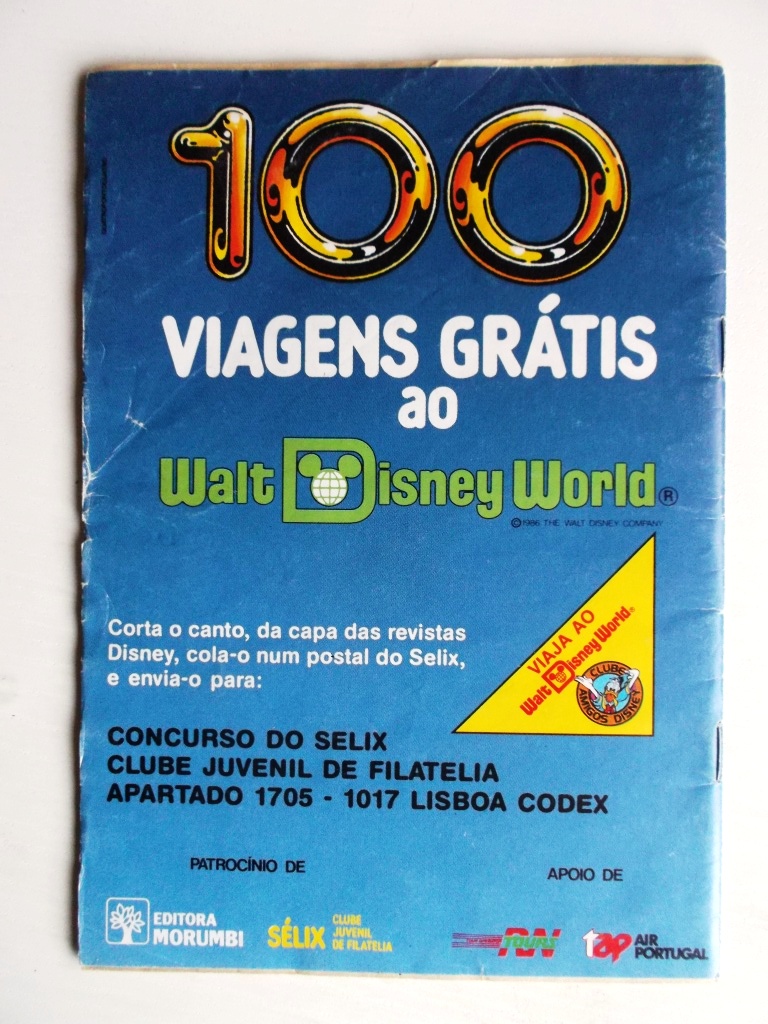 100
VIAGENS GRÁTIS
ao
Walt Disney World®
©1986 THE WALT DISNEY COMPANY
VIAJA AO
Walt Disney World®
CLUBE
AMIGOS DISNEY
Corta o canto, da capa das revistas
Disney, cola-o num postal do Selix,
e envia-o para:
CONCURSO DO SELIX
CLUBE JUVENIL DE FILATELIA
APARTADO 1705 - 1017 LISBOA CODEX
PATROCÍNIO DE
APOIO DE
EDITORA
MORUMBI
SÉLIX
CLUBE
JUVENIL
DE FILATELIA
RN
TOURS
tap AIR
PORTUGAL